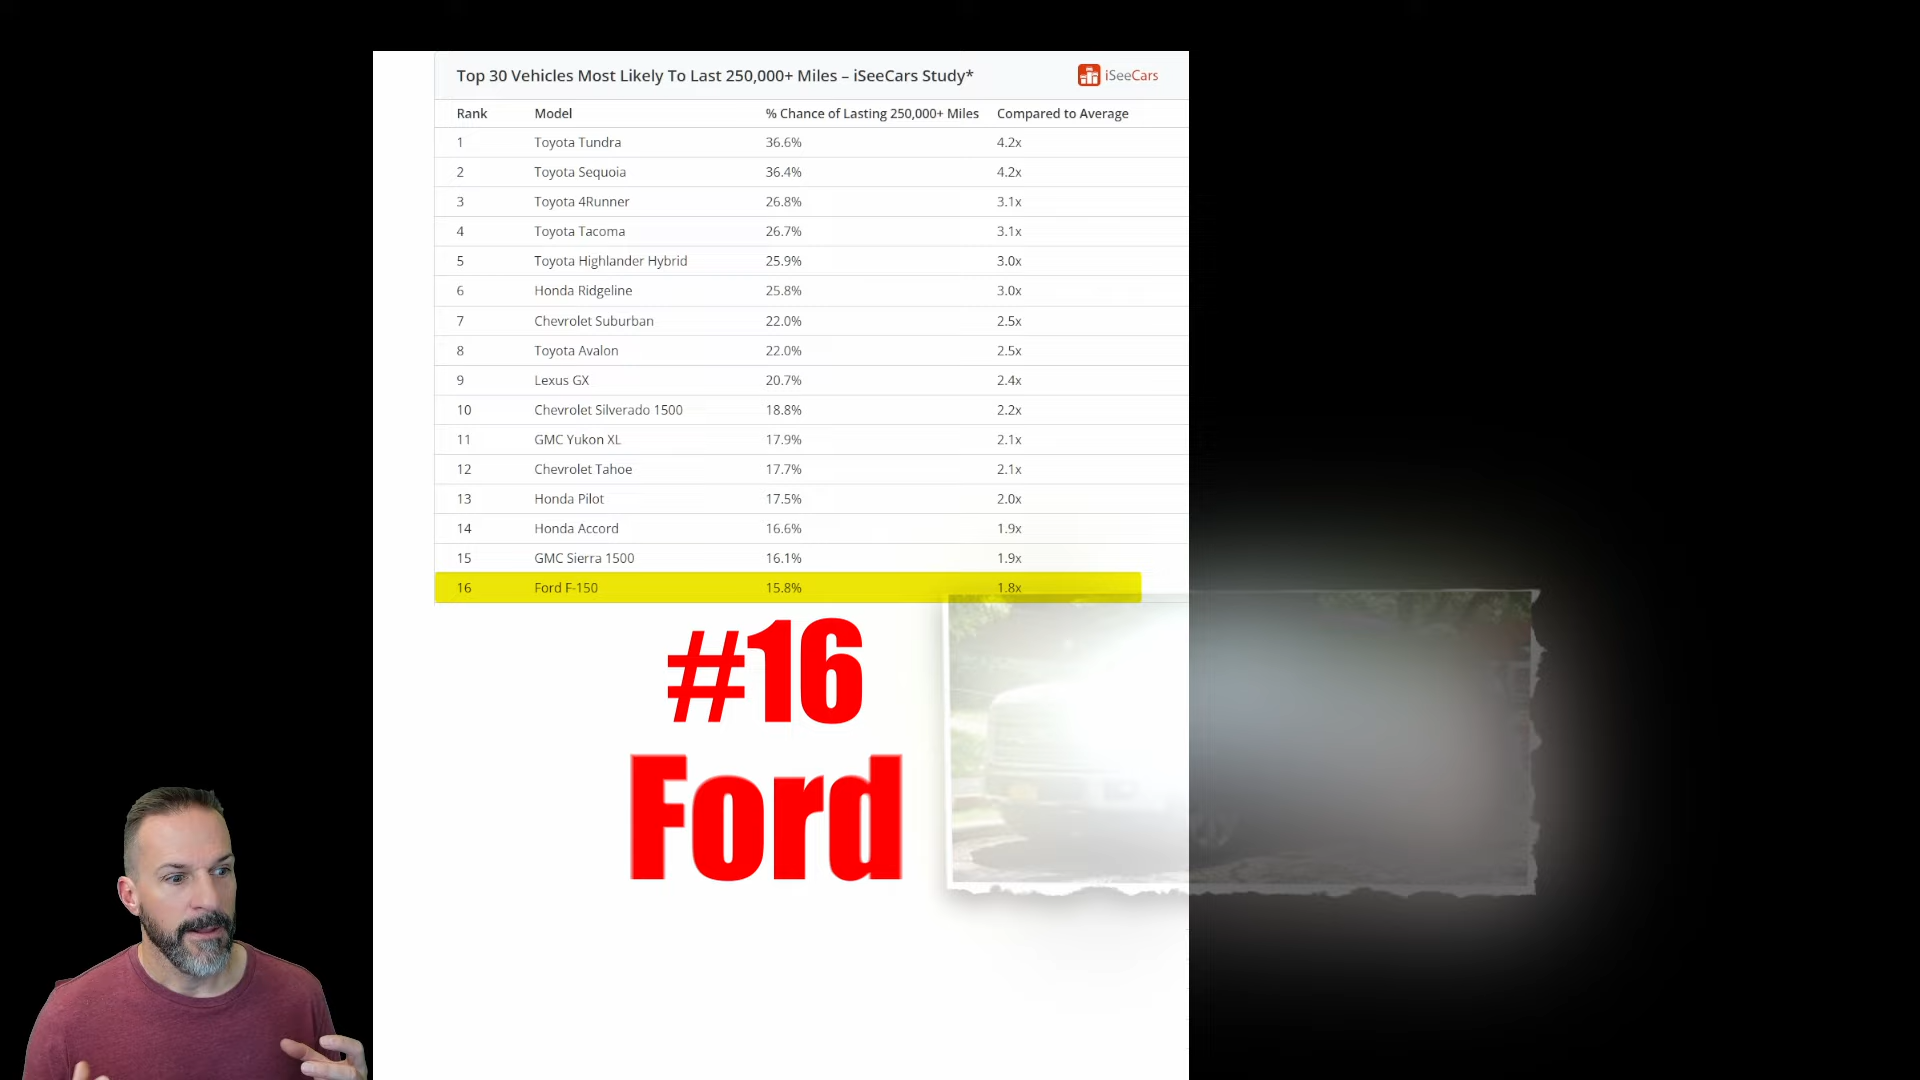 Top 30 Vehicles Most Likely To Last 250,000+ Miles – iSeeCars Study*
iSeeCars
Rank Model % Chance of Lasting 250,000+ Miles Compared to Average
1 Toyota Tundra 36.6% 4.2x
2 Toyota Sequoia 36.4% 4.2x
3 Toyota 4Runner 26.8% 3.1x
4 Toyota Tacoma 26.7% 3.1x
5 Toyota Highlander Hybrid 25.9% 3.0x
6 Honda Ridgeline 25.8% 3.0x
7 Chevrolet Suburban 22.0% 2.5x
8 Toyota Avalon 22.0% 2.5x
9 Lexus GX 20.7% 2.4x
10 Chevrolet Silverado 1500 18.8% 2.2x
11 GMC Yukon XL 17.9% 2.1x
12 Chevrolet Tahoe 17.7% 2.1x
13 Honda Pilot 17.5% 2.0x
14 Honda Accord 16.6% 1.9x
15 GMC Sierra 1500 16.1% 1.9x
16 Ford F-150 15.8% 1.8x
#16
Ford